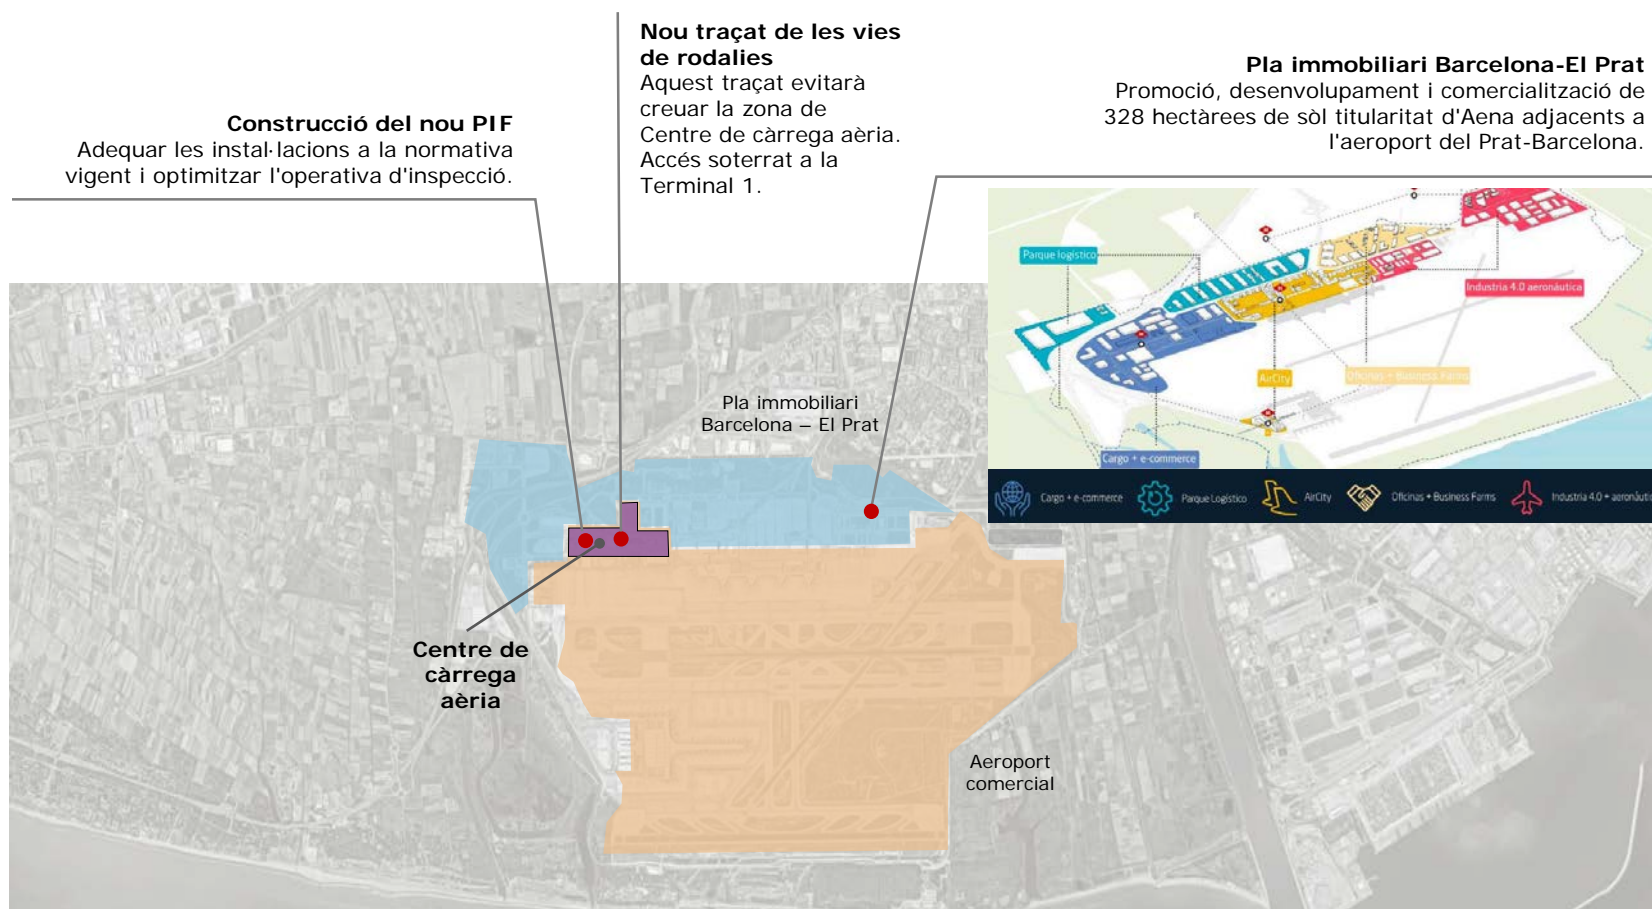 Nou traçat de les vies
de rodalies
Aquest traçat evitarà
creuar la zona de
Centre de càrrega aèria.
Accés soterrat a la
Terminal 1.
Pla immobiliari Barcelona-El Prat
Promoció, desenvolupament i comercialització de
328 hectàrees de sòl titularitat d'Aena adjacents a
l'aeroport del Prat-Barcelona.
Construcció del nou PIF
Adequar les instal·lacions a la normativa
vigent i optimitzar l'operativa d'inspecció.
Parque logístico
Industria 4.0 aeronáutica
AirCity
Oficinas + Business Farms
Cargo + e-commerce
Cargo + e-commerce
Parque Logístico
AirCity
Oficinas + Business Farms
Industria 4.0 + aeronáutic
Pla immobiliari
Barcelona – El Prat
Centre de
càrrega
aèria
Aeroport
comercial